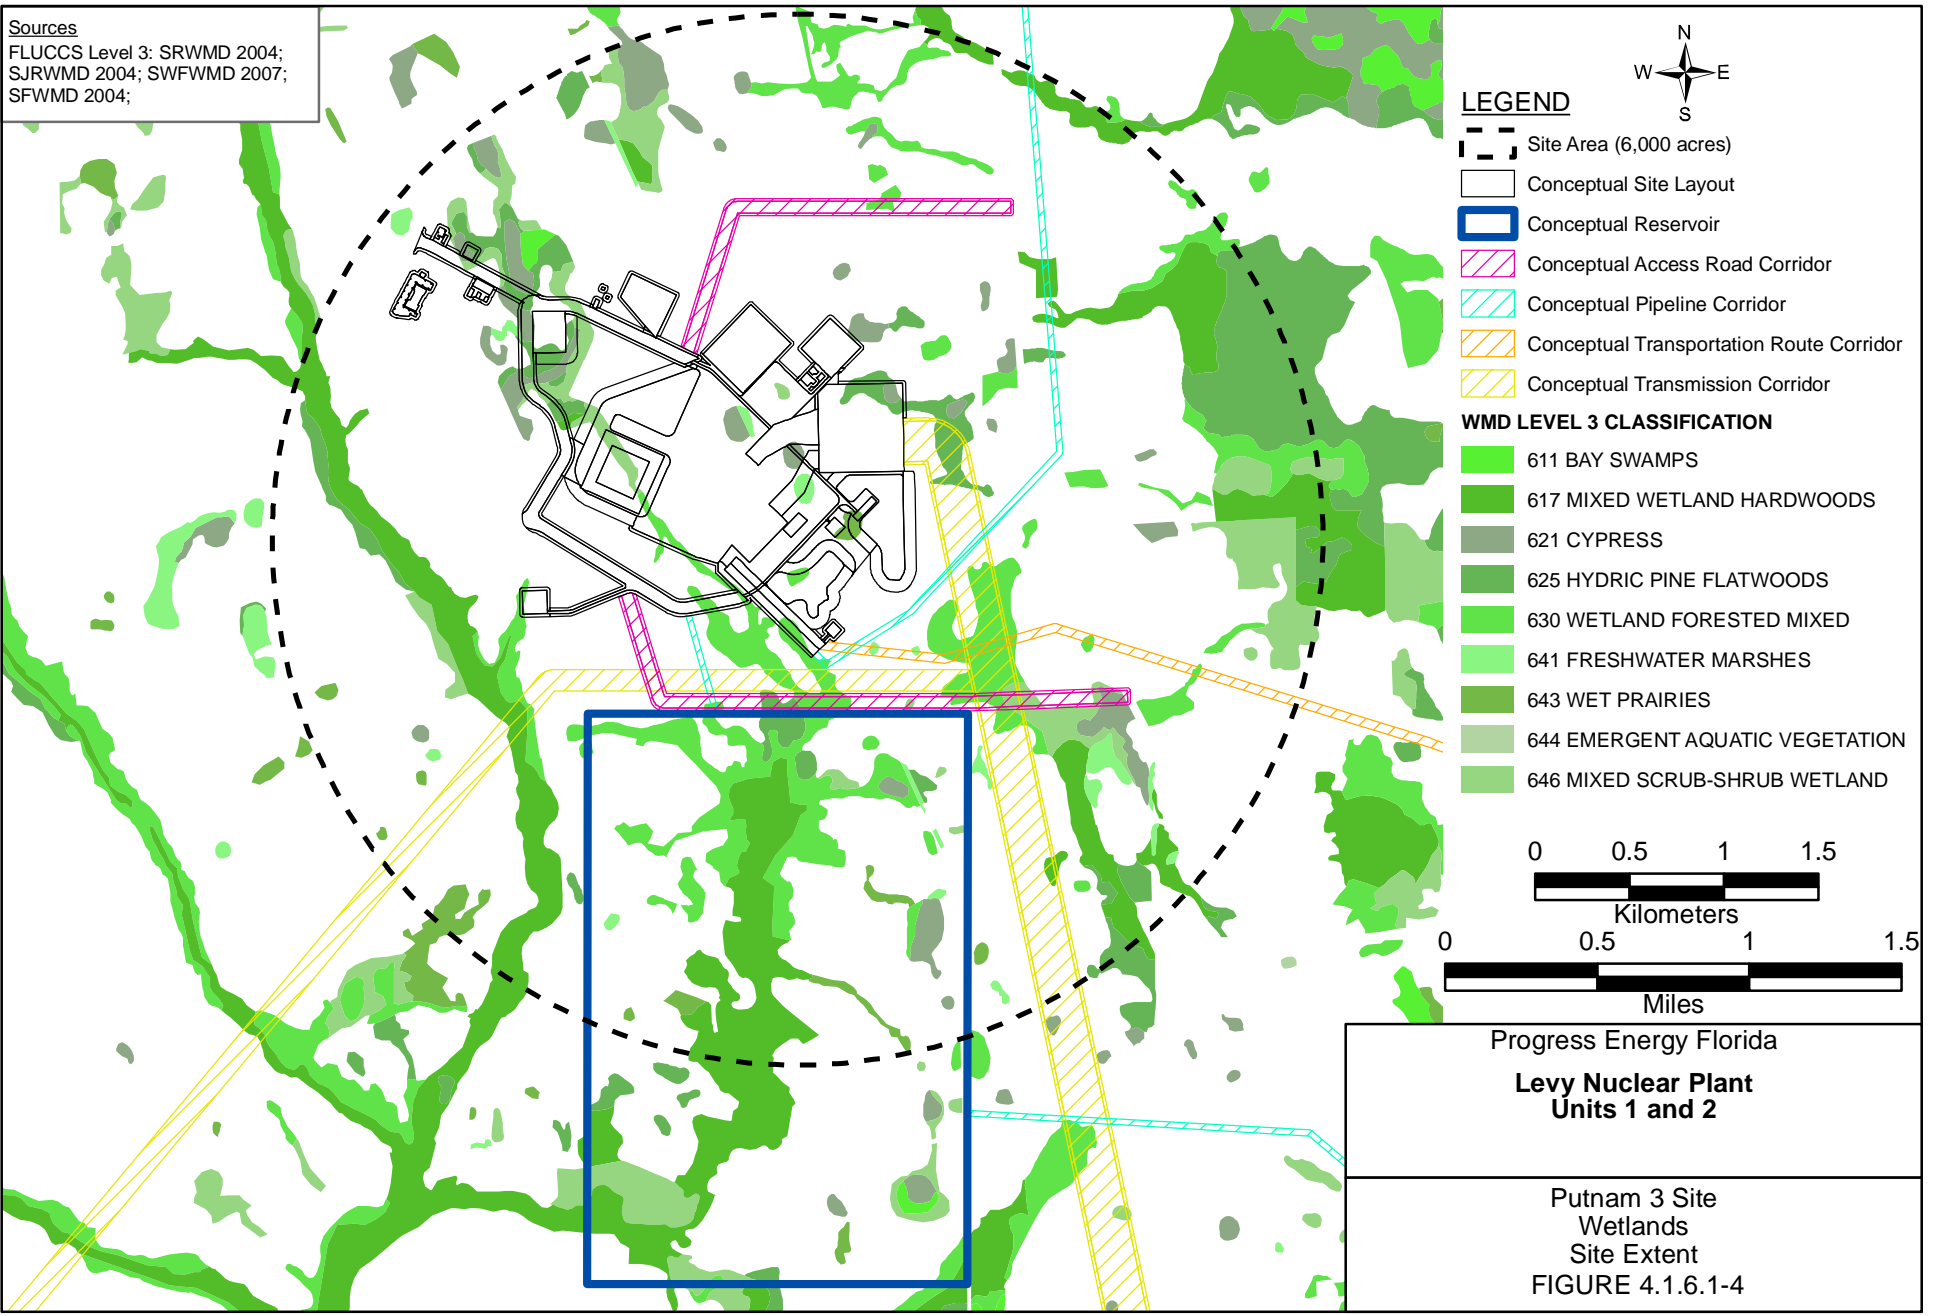 Sources
FLUCCS Level 3: SRWMD 2004;
SJRWMD 2004; SWFWMD 2007;
SFWMD 2004;
N
W E
S
LEGEND
Site Area (6,000 acres)
Conceptual Site Layout
Conceptual Reservoir
Conceptual Access Road Corridor
Conceptual Pipeline Corridor
Conceptual Transportation Route Corridor
Conceptual Transmission Corridor
WMD LEVEL 3 CLASSIFICATION
611 BAY SWAMPS
617 MIXED WETLAND HARDWOODS
621 CYPRESS
625 HYDRIC PINE FLATWOODS
630 WETLAND FORESTED MIXED
641 FRESHWATER MARSHES
643 WET PRAIRIES
644 EMERGENT AQUATIC VEGETATION
646 MIXED SCRUB-SHRUB WETLAND
0 0.5 1 1.5
Kilometers
0 0.5 1 1.5
Miles
Progress Energy Florida
Levy Nuclear Plant
Units 1 and 2
Putnam 3 Site
Wetlands
Site Extent
FIGURE 4.1.6.1-4